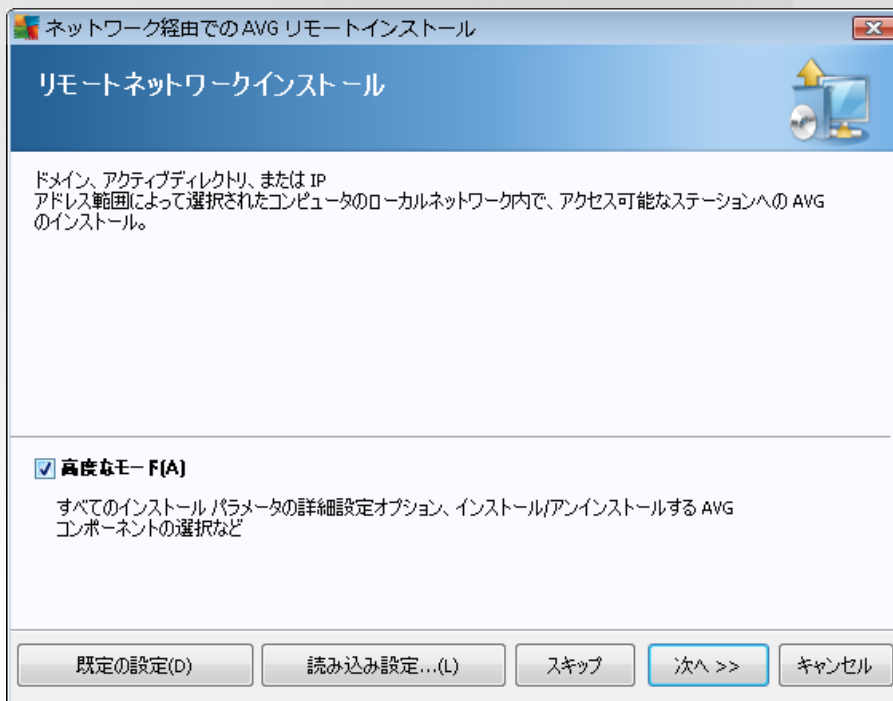 ネットワーク経由でのAVG リモートインストール
リモートネットワークインストール
ドメイン、アクティブディレクトリ、または IP
アドレス範囲によって選択されたコンピュータのローカルネットワーク内で、アクセス可能なステーションへの AVG
のインストール。
高度なモード(A)
すべてのインストール パラメータの詳細設定オプション、インストール/アンインストールする AVG
コンポーネントの選択など
既定の設定(D)
読み込み設定...(L)
スキップ
次へ >>
キャンセル